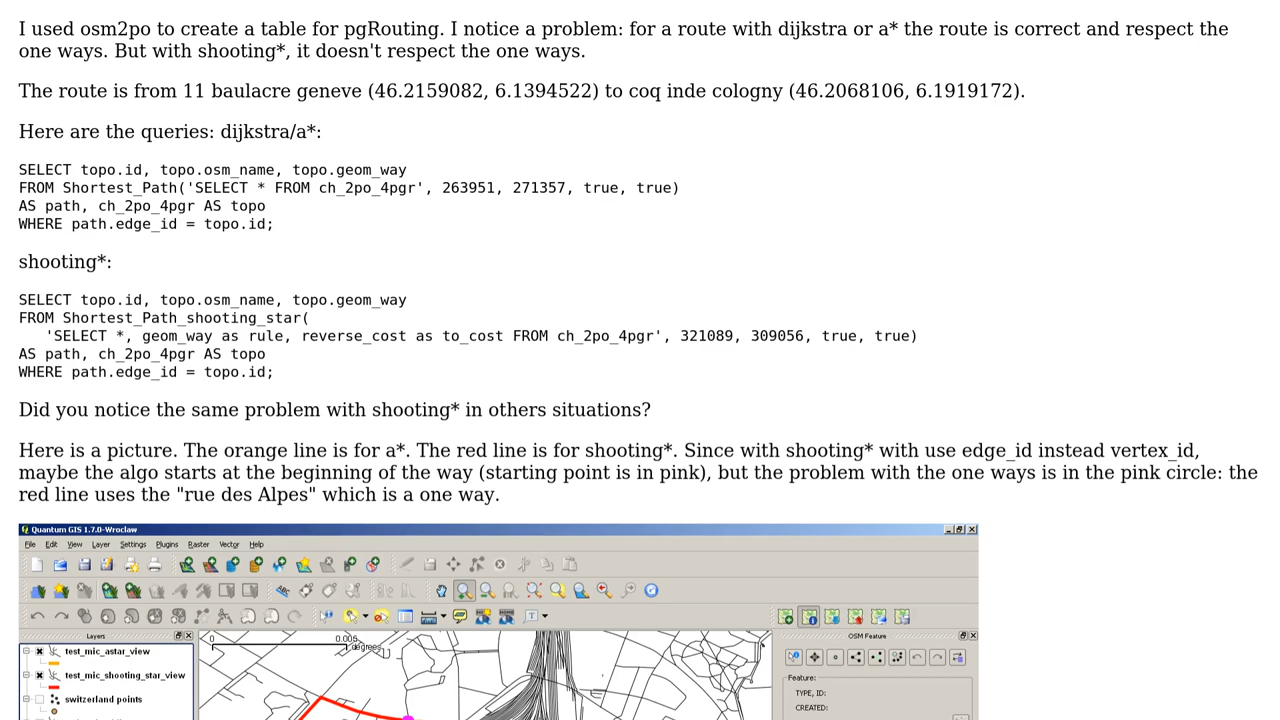 I used osm2po to create a table for pgRouting. I notice a problem: for a route with dijkstra or a* the route is correct and respect the
one ways. But with shooting*, it doesn't respect the one ways.
The route is from 11 baulacre geneve (46.2159082, 6.1394522) to coq inde cologny (46.2068106, 6.1919172).
Here are the queries: dijkstra/a*:
SELECT topo.id, topo.osm_name, topo.geom_way
FROM Shortest_Path('SELECT * FROM ch_2po_4pgr', 263951, 271357, true, true)
AS path, ch_2po_4pgr AS topo
WHERE path.edge_id = topo.id;
shooting*:
SELECT topo.id, topo.osm_name, topo.geom_way
FROM Shortest_Path_shooting_star(
'SELECT *, geom_way as rule, reverse_cost as to_cost FROM ch_2po_4pgr', 321089, 309056, true, true)
AS path, ch_2po_4pgr AS topo
WHERE path.edge_id = topo.id;
Did you notice the same problem with shooting* in others situations?
Here is a picture. The orange line is for a*. The red line is for shooting*. Since with shooting* with use edge_id instead vertex_id,
maybe the algo starts at the beginning of the way (starting point is in pink), but the problem with the one ways is in the pink circle: the
red line uses the "rue des Alpes" which is a one way.
Quantum GIS 1.7.0-Wroclaw
File Edit View Layer Settings Plugins Raster Vector Help
Layers
OSM Feature
0 0.005
degrees
test_mic_astar_view
test_mic_shooting_star_view
switzerland points
Feature:
TYPE, ID:
CREATED: